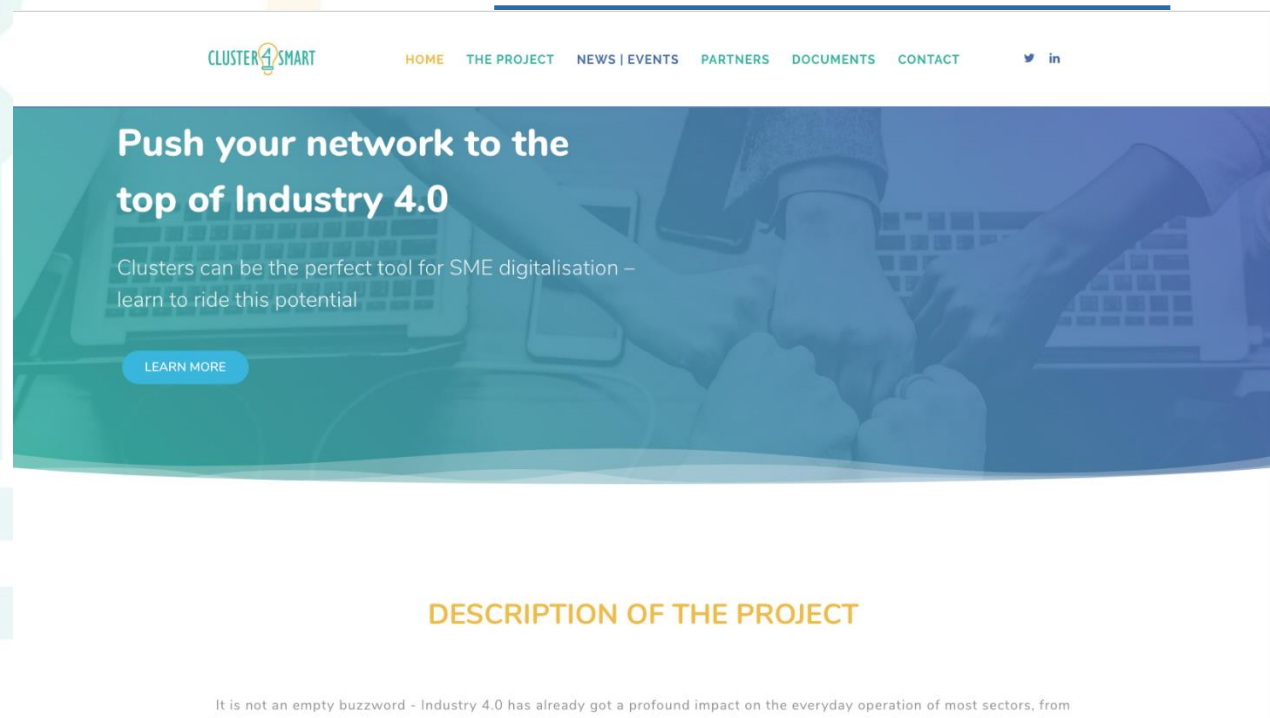 CLUSTER4SMART
HOME THE PROJECT NEWS | EVENTS PARTNERS DOCUMENTS CONTACT in
Push your network to the
top of Industry 4.0
Clusters can be the perfect tool for SME digitalisation –
learn to ride this potential
LEARN MORE
DESCRIPTION OF THE PROJECT
It is not an empty buzzword - Industry 4.0 has already got a profound impact on the everyday operation of most sectors, from